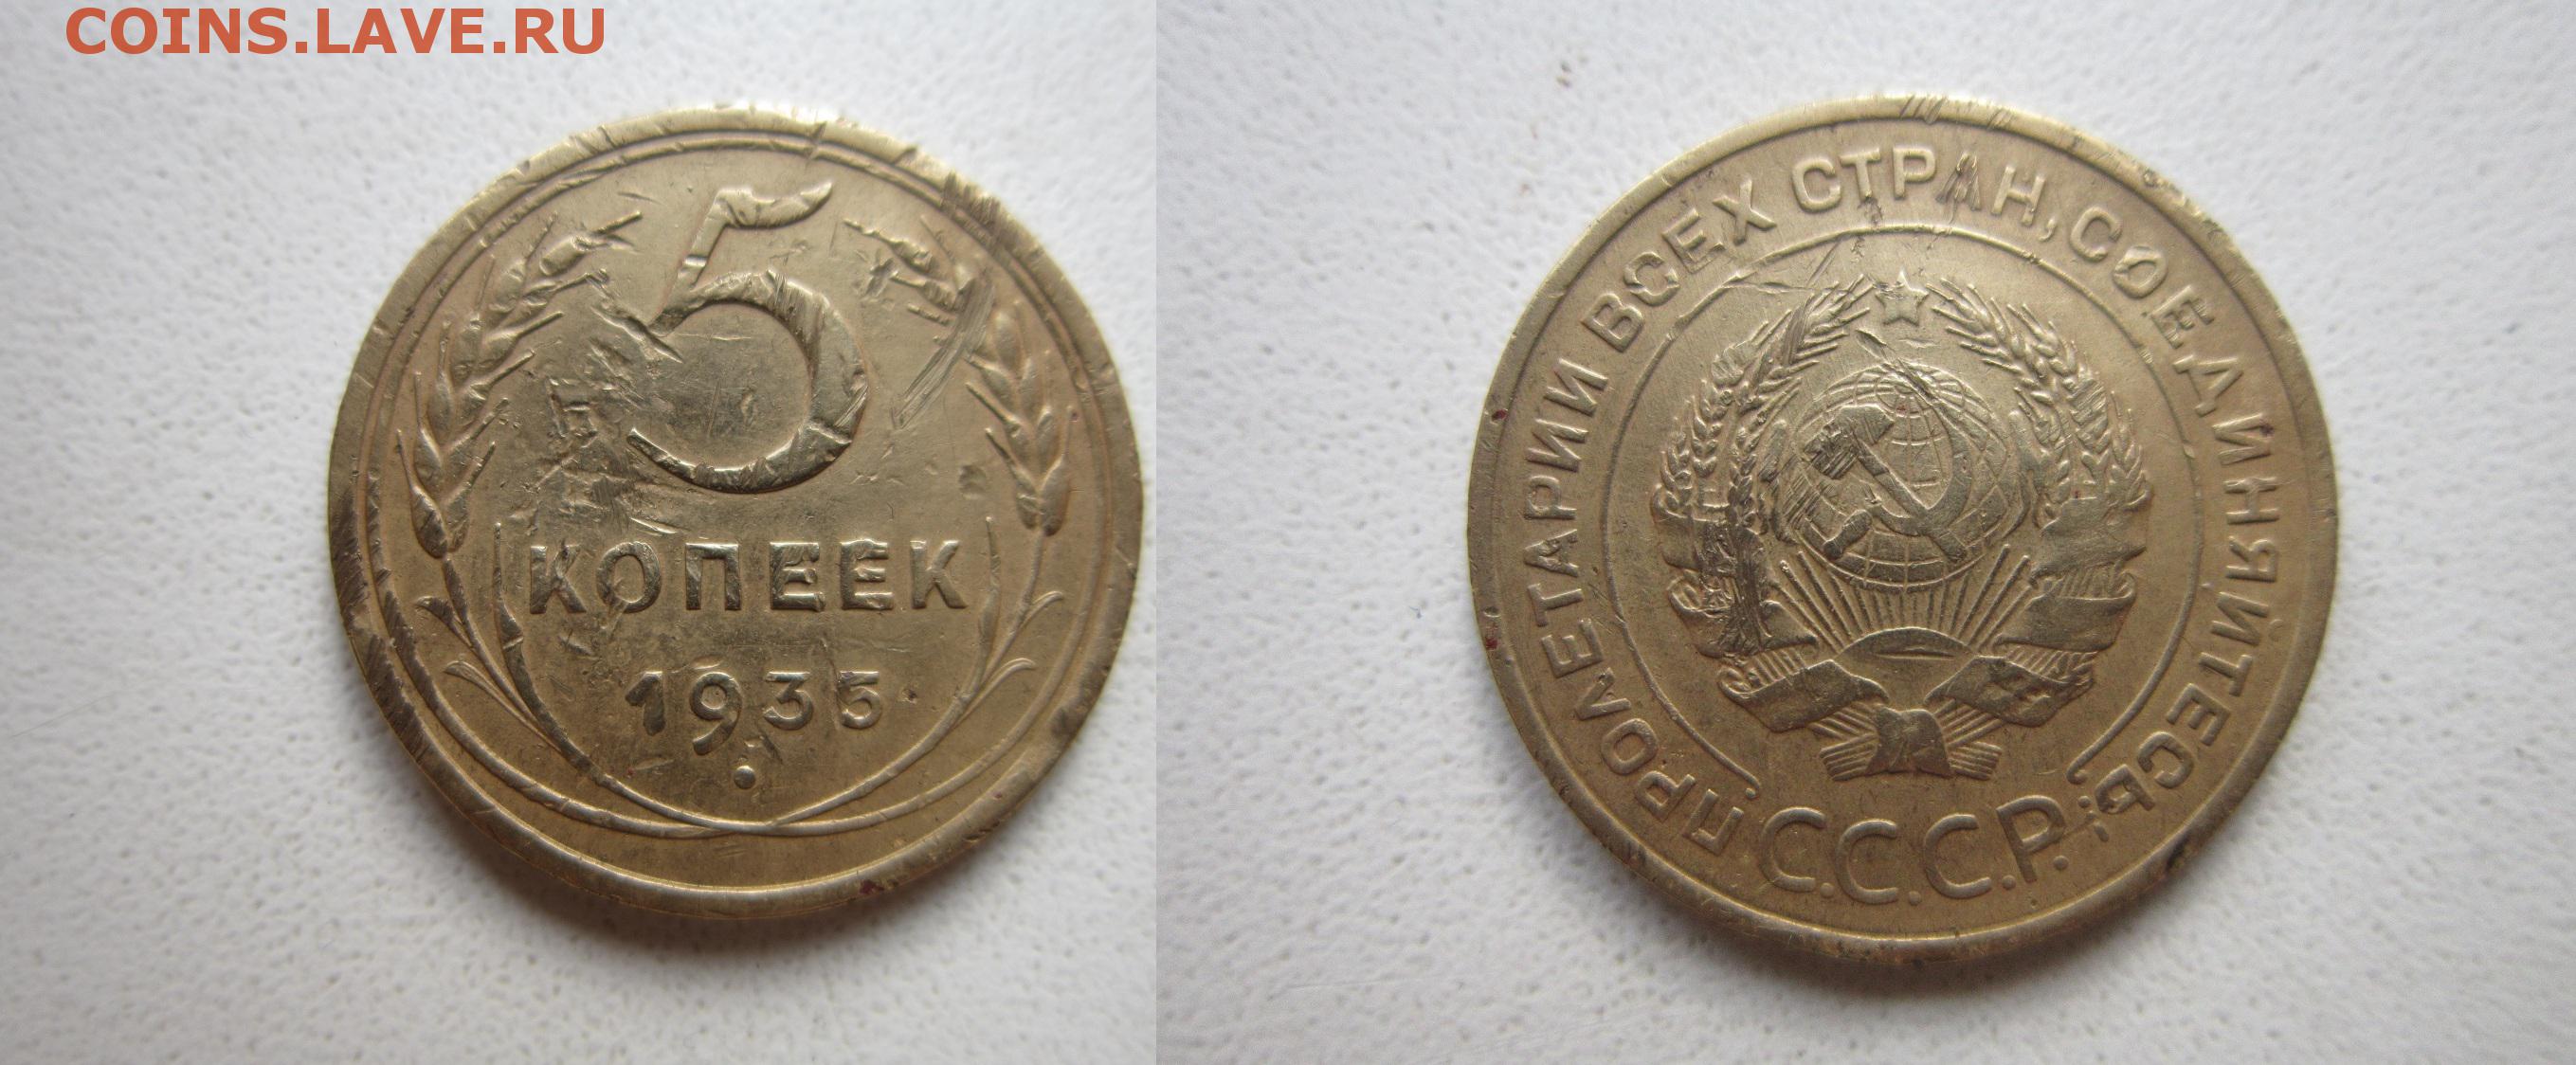 COINS.LAVE.RU
5
КОПЕЕК
1935
ПРОЛЕТАРИИ ВСЕХ СТРАН, СОЕДИНЯЙТЕСЬ
С.С.С.Р.